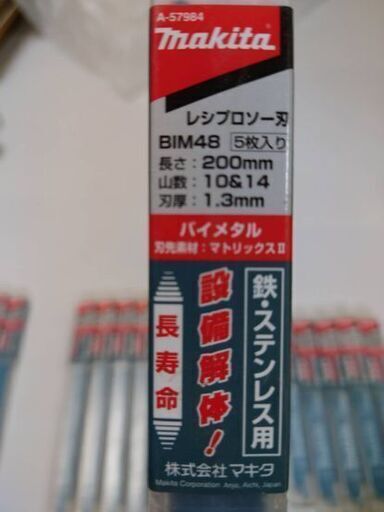 A-57984
makita
レシプロソー刃
BIM48 5枚入り
長さ：200mm
山数：10&14
刃厚：1.3mm
バイメタル
刃先素材：マトリックスII
鉄・ステンレス用
設備解体！
長寿命
株式会社マキタ
Makita Corporation Anjo, Aichi, Japan